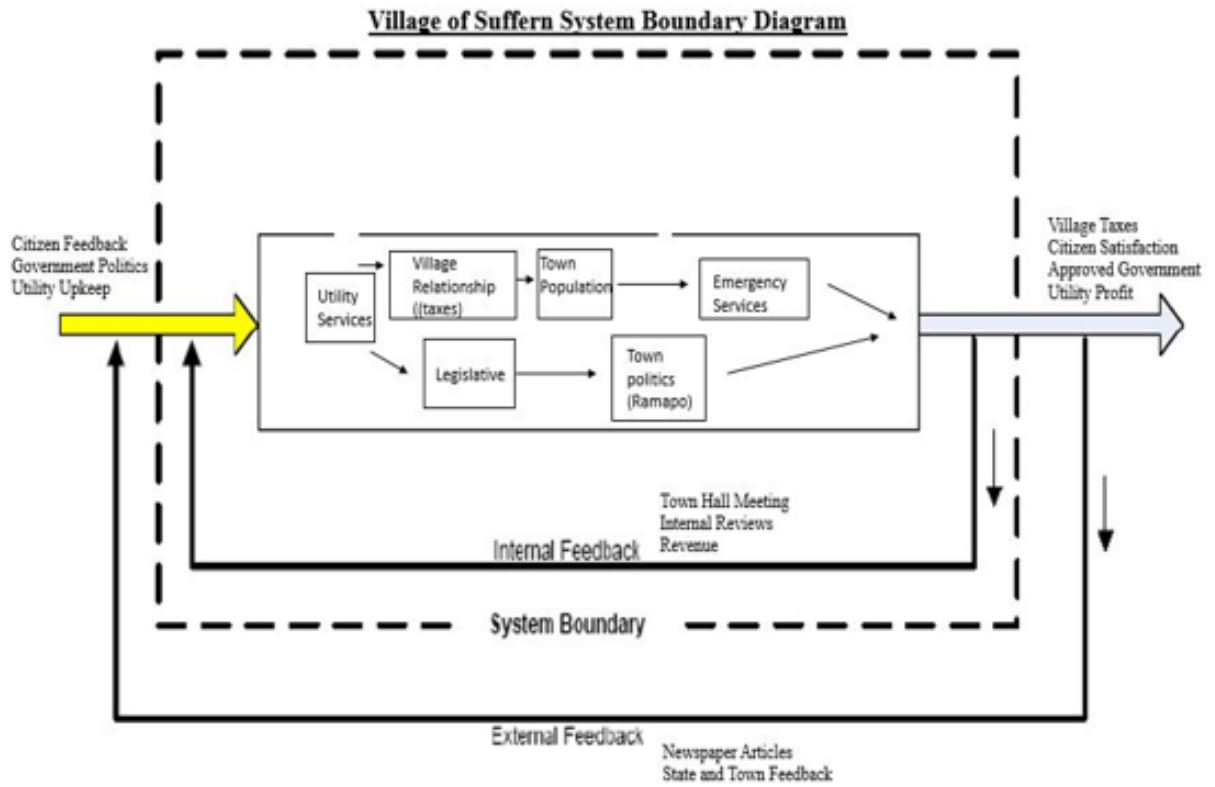 Village of Suffern System Boundary Diagram
Citizen Feedback
Government Politics
Utility Upkeep
Utility
Services
Village
Relationship
((taxes)
Town
Population
Emergency
Services
Legislative
Town
politics
(Ramapo)
Village Taxes
Citizen Satisfaction
Approved Government
Utility Profit
Town Hall Meeting
Internal Reviews
Revenue
Internal Feedback
System Boundary
External Feedback
Newspaper Articles
State and Town Feedback